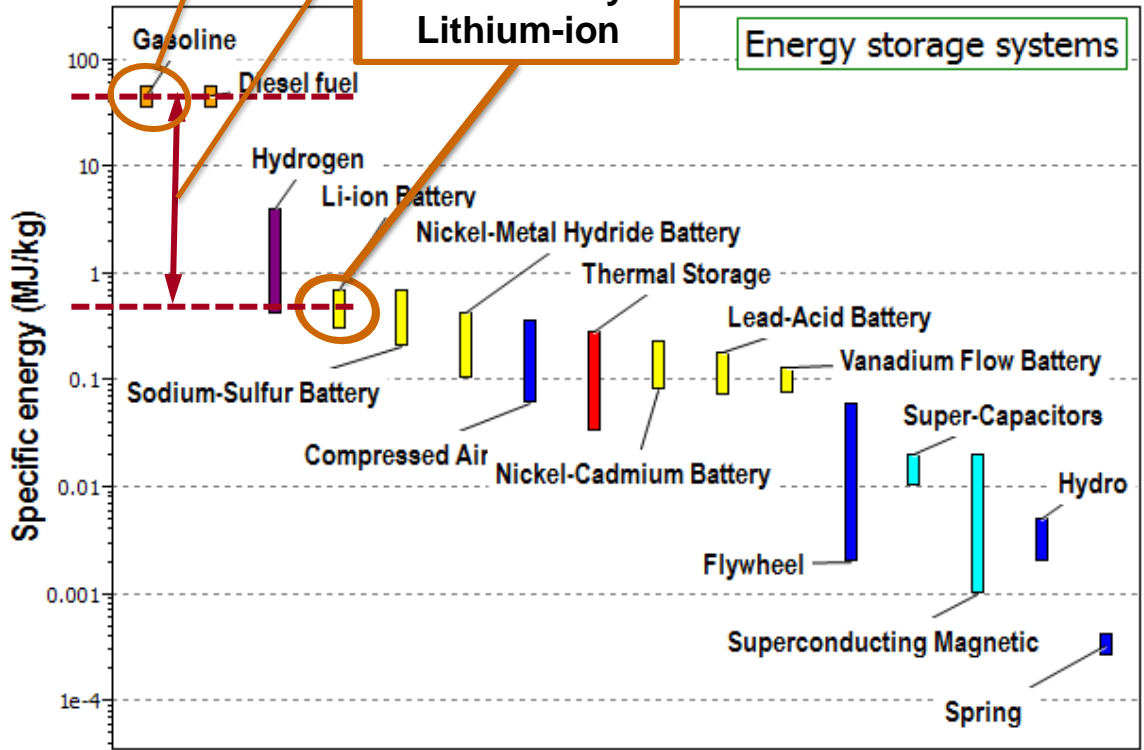 Lithium-ion
Energy storage systems
Gasoline
100
Diesel fuel
Hydrogen
10
Li-ion Battery
Nickel-Metal Hydride Battery
Thermal Storage
1
Lead-Acid Battery
Vanadium Flow Battery
0.1
Sodium-Sulfur Battery
Super-Capacitors
Compressed Air
Nickel-Cadmium Battery
0.01
Hydro
Flywheel
0.001
Superconducting Magnetic
1e-4
Spring
Specific energy (MJ/kg)